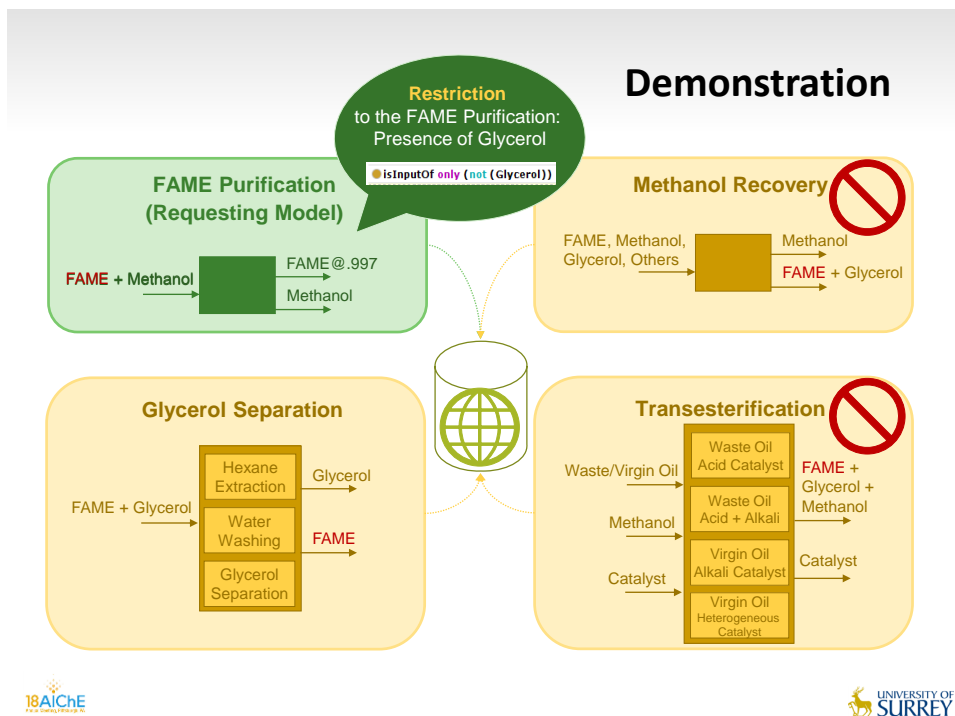 Demonstration
Restriction
to the FAME Purification:
Presence of Glycerol
isInputOf only (not (Glycerol))
FAME Purification
(Requesting Model)
FAME + Methanol
FAME@.997
Methanol
Methanol Recovery
FAME, Methanol,
Glycerol, Others
Methanol
FAME + Glycerol
Glycerol Separation
FAME + Glycerol
Hexane
Extraction
Water
Washing
Glycerol
Separation
Glycerol
FAME
Transesterification
Waste/Virgin Oil
Methanol
Catalyst
Waste Oil
Acid Catalyst
Waste Oil
Acid + Alkali
Virgin Oil
Alkali Catalyst
Virgin Oil
Heterogeneous
Catalyst
FAME +
Glycerol +
Methanol
Catalyst
18AIChE
UNIVERSITY OF
SURREY